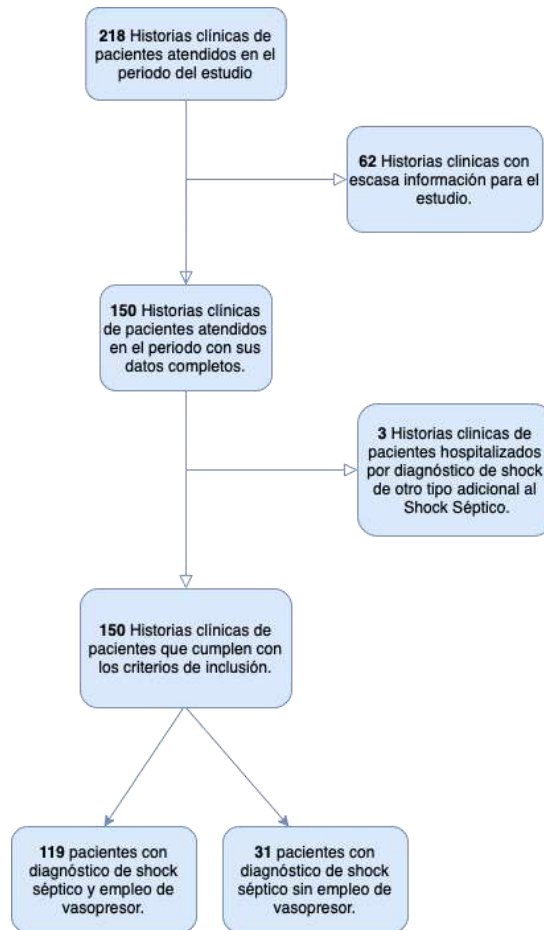 218 Historias clínicas de
pacientes atendidos en el
periodo del estudio
62 Historias clinicas con
escasa información para el
estudio.
150 Historias clínicas
de pacientes atendidos
en el periodo con sus
datos completos.
3 Historias clinicas de
pacientes hospitalizados
por diagnóstico de shock
de otro tipo adicional al
Shock Séptico.
150 Historias clínicas de
pacientes que cumplen con
los criterios de inclusión.
119 pacientes con
diagnóstico de shock
séptico y empleo de
vasopresor.
31 pacientes con
diagnóstico de shock
séptico sin empleo de
vasopresor.